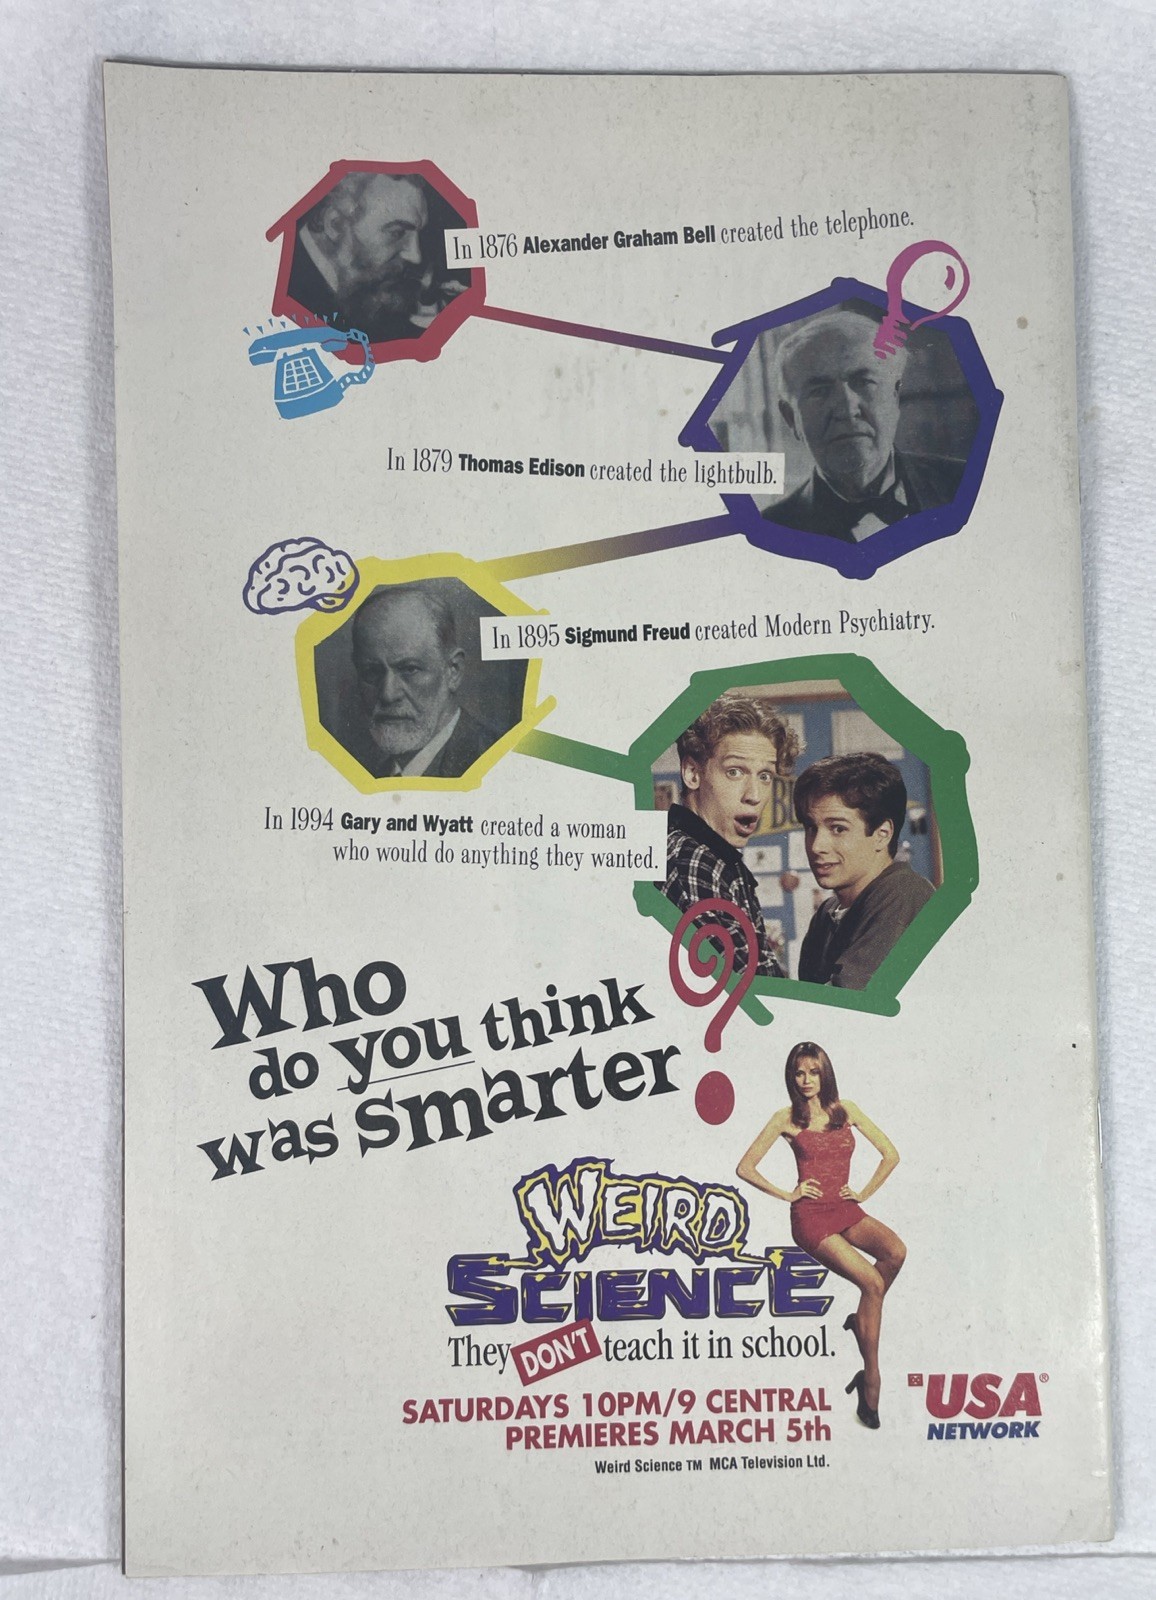 In 1876 Alexander Graham Bell created the telephone.
In 1879 Thomas Edison created the lightbulb.
In 1895 Sigmund Freud created Modern Psychiatry.
In 1994 Gary and Wyatt created a woman
who would do anything they wanted.
Who
do you think
was smarter?
WEIRD
SCIENCE
They DON'T teach it in school.
SATURDAYS 10PM/9 CENTRAL
PREMIERES MARCH 5th
USA®
NETWORK
Weird Science TM MCA Television Ltd.